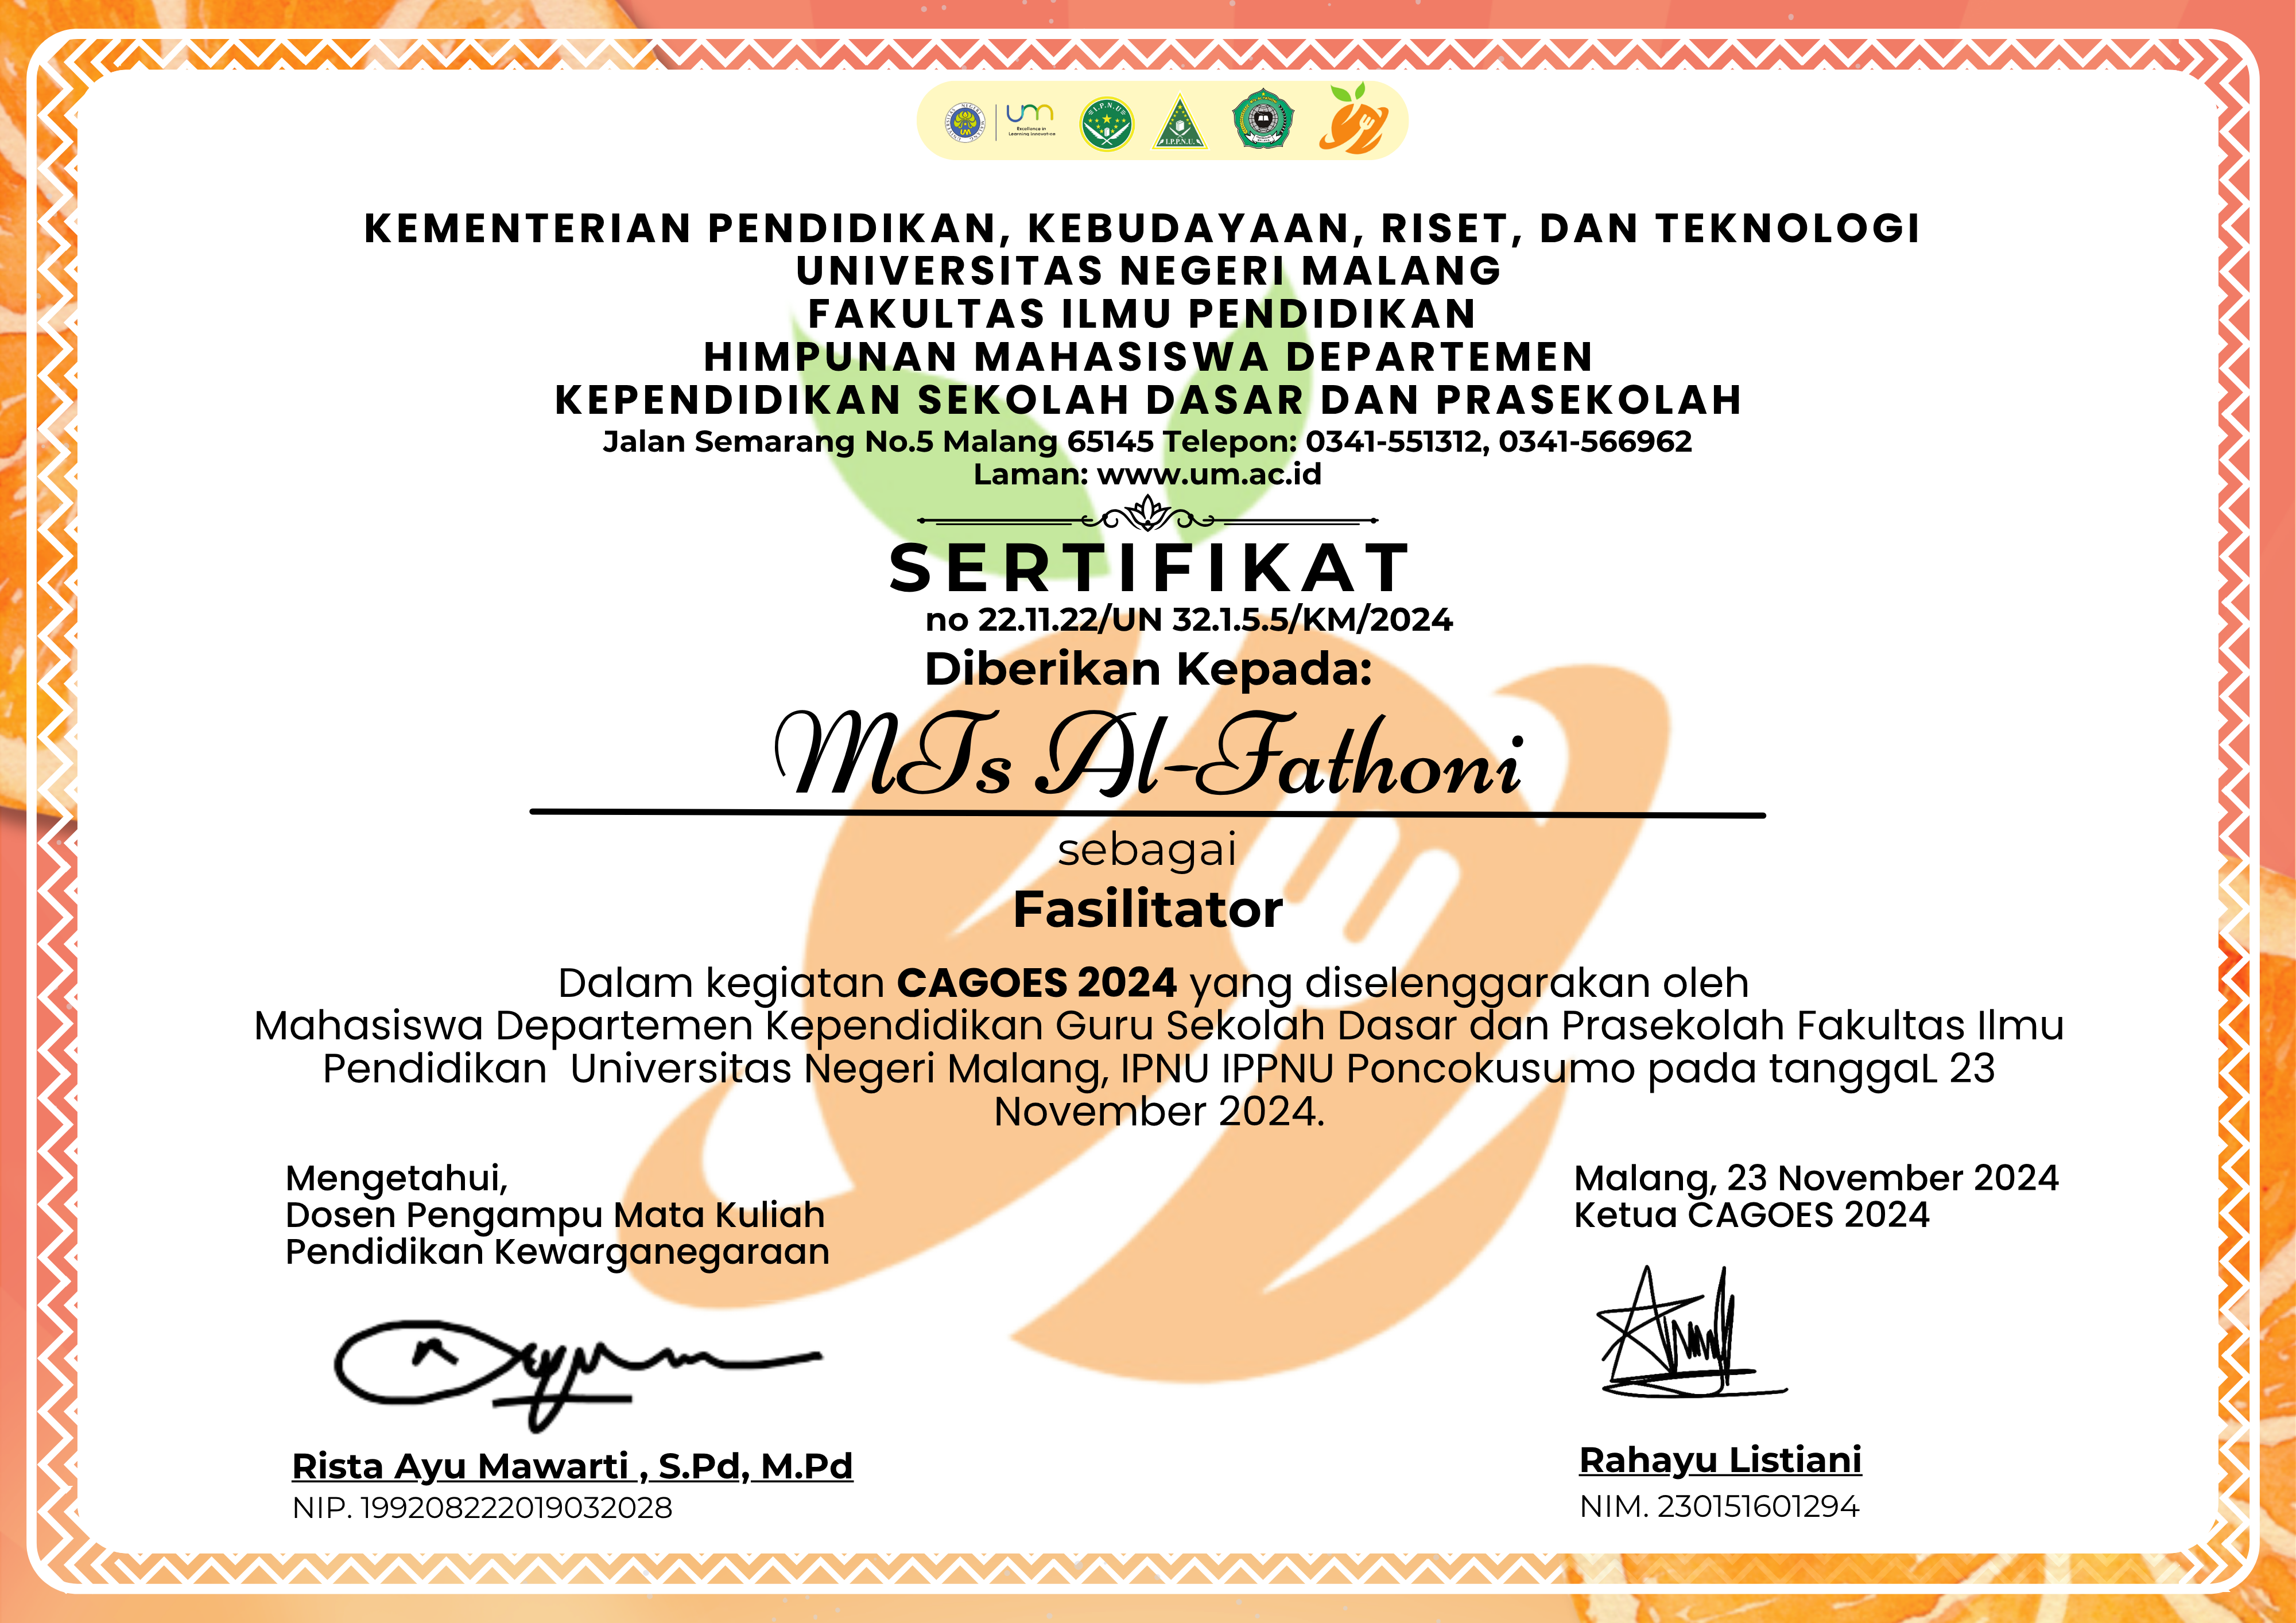 um
Excellence in
Learning Innovation
I.P.N.U
I.P.P.N.U.
KEMENTERIAN PENDIDIKAN, KEBUDAYAAN, RISET, DAN TEKNOLOGI
UNIVERSITAS NEGERI MALANG
FAKULTAS ILMU PENDIDIKAN
HIMPUNAN MAHASISWA DEPARTEMEN
KEPENDIDIKAN SEKOLAH DASAR DAN PRASEKOLAH
Jalan Semarang No.5 Malang 65145 Telepon: 0341-551312, 0341-566962
Laman: www.um.ac.id
SERTIFIKAT
no 22.11.22/UN 32.1.5.5/KM/2024
Diberikan Kepada:
MTs Al-Fathoni
sebagai
Fasilitator
Dalam kegiatan CAGOES 2024 yang diselenggarakan oleh
Mahasiswa Departemen Kependidikan Guru Sekolah Dasar dan Prasekolah Fakultas Ilmu
Pendidikan Universitas Negeri Malang, IPNU IPPNU Poncokusumo pada tanggaL 23
November 2024.
Mengetahui,
Dosen Pengampu Mata Kuliah
Pendidikan Kewarganegaraan
Rista Ayu Mawarti , S.Pd, M.Pd
NIP. 199208222019032028
Malang, 23 November 2024
Ketua CAGOES 2024
Rahayu Listiani
NIM. 230151601294